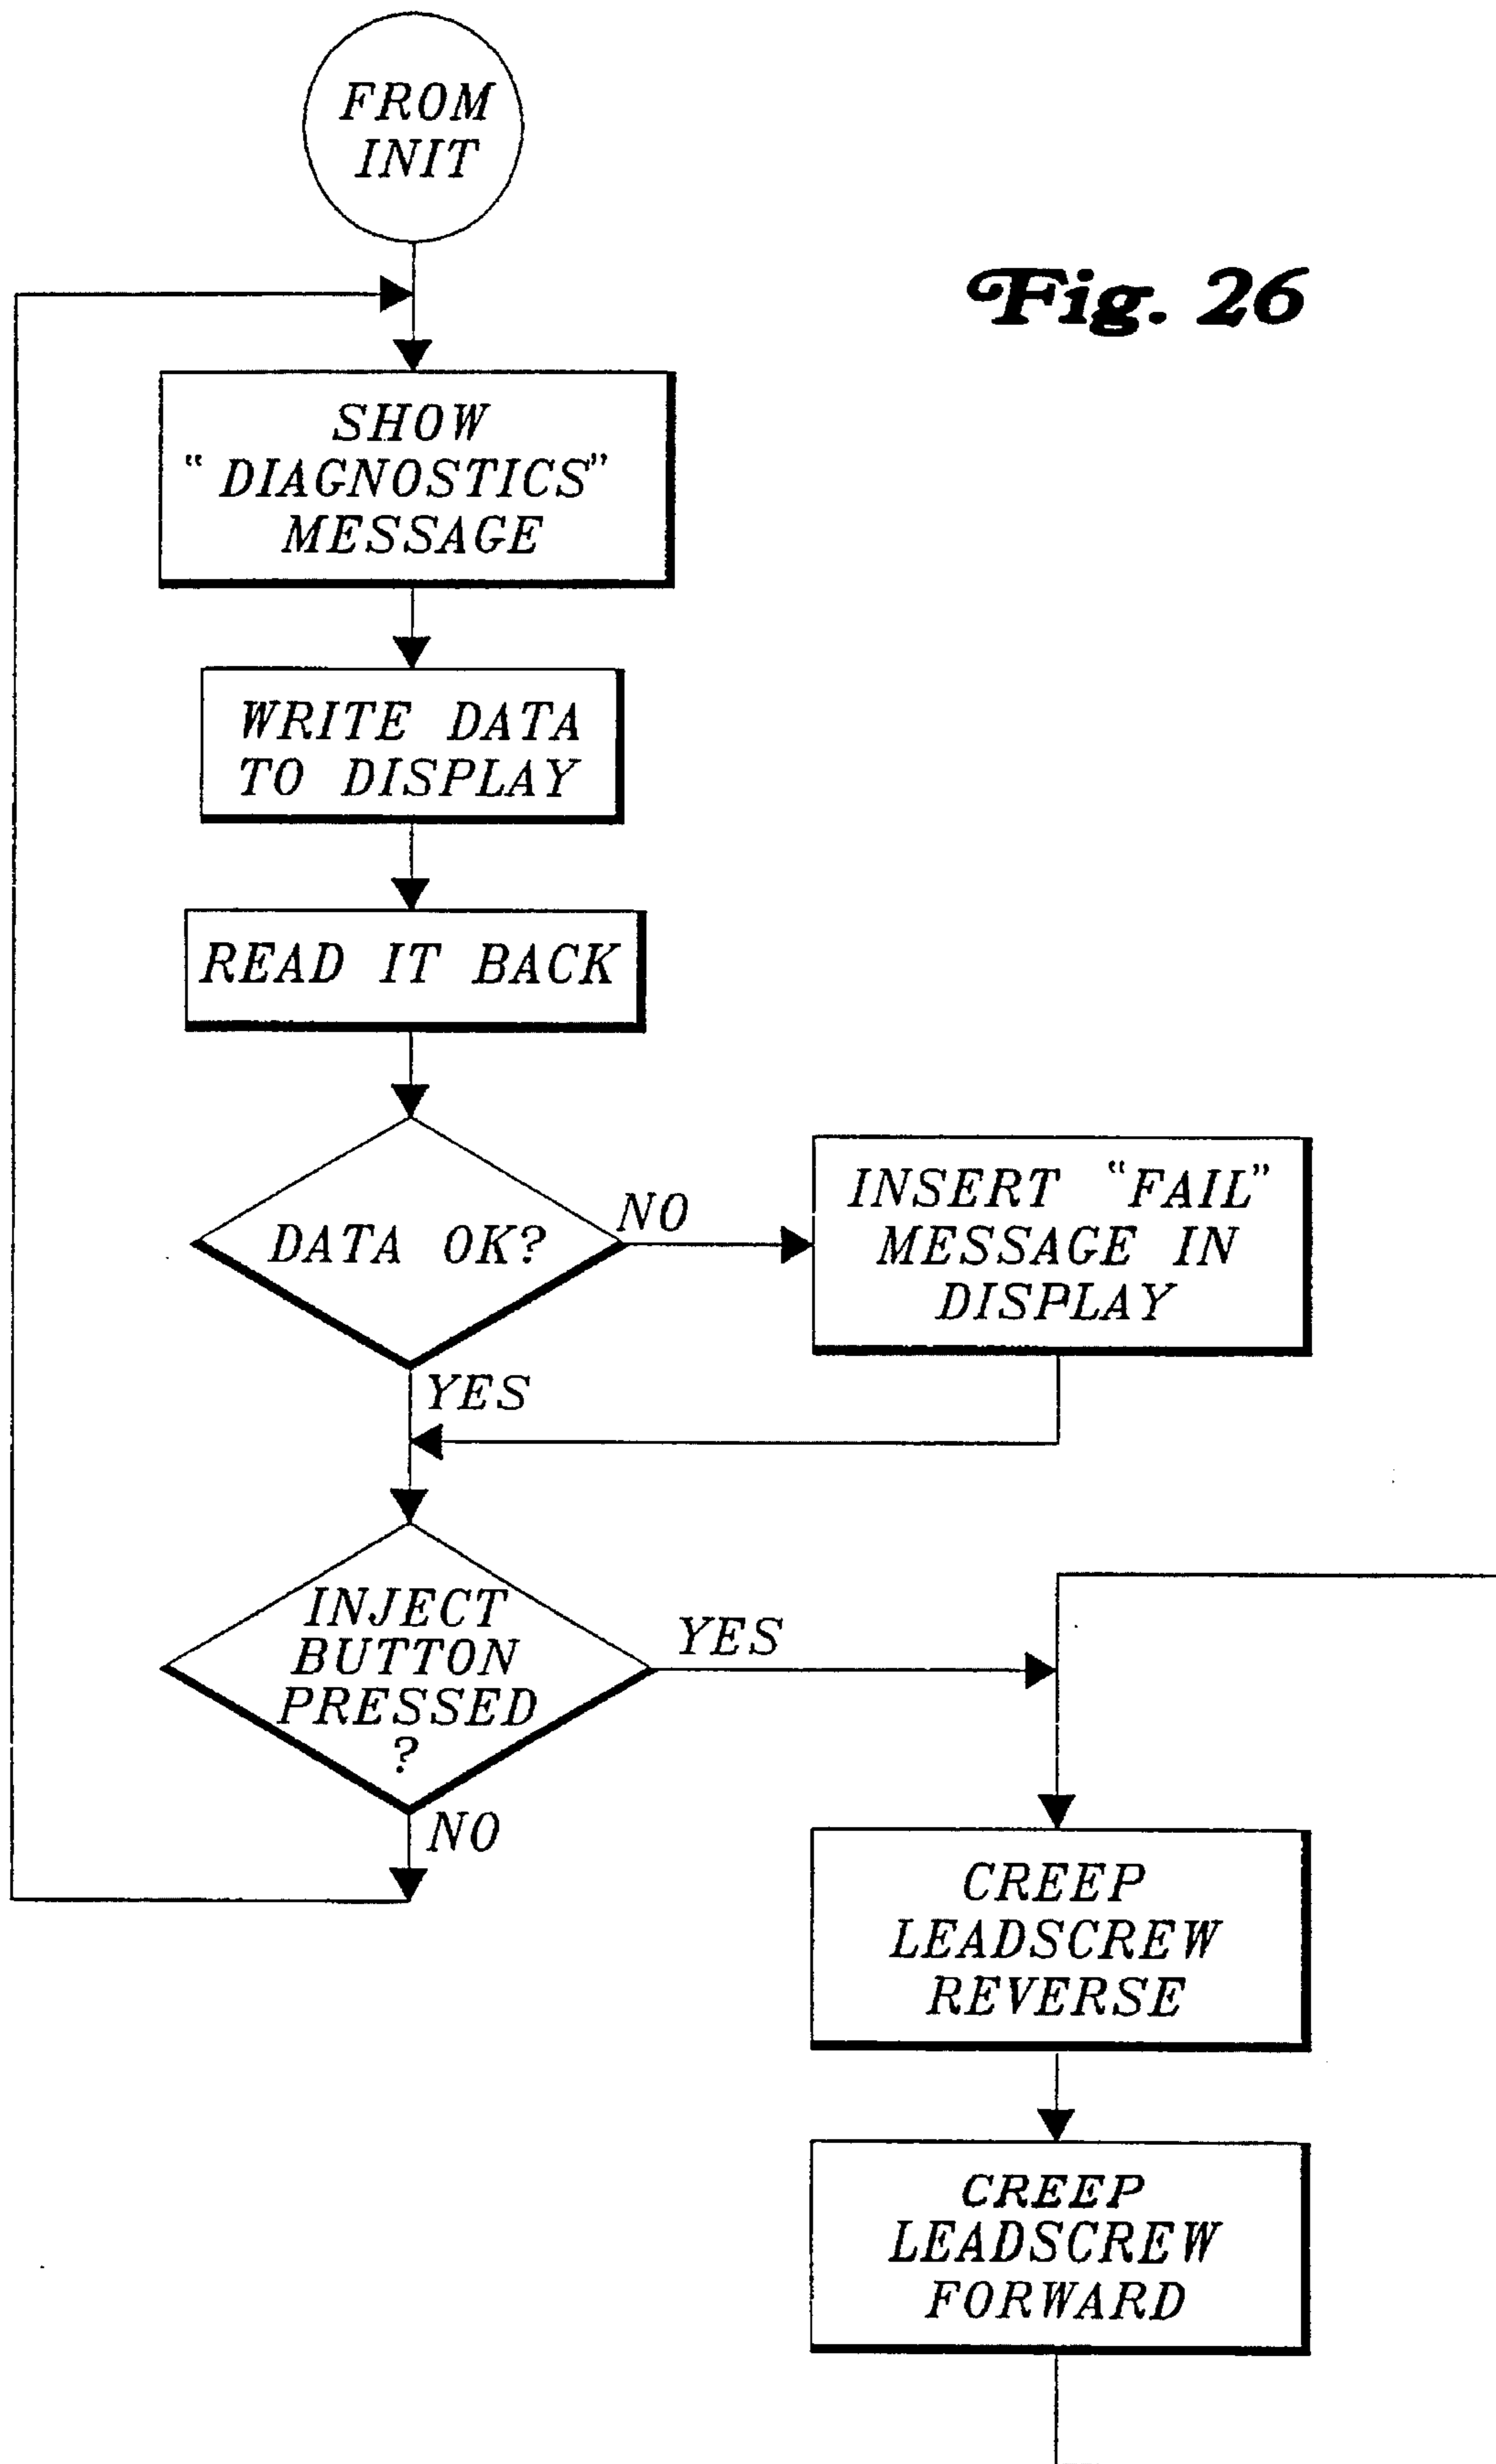 FROM
INIT
Fig. 26
SHOW
"DIAGNOSTICS"
MESSAGE
WRITE DATA
TO DISPLAY
READ IT BACK
DATA OK?
NO
INSERT "FAIL"
MESSAGE IN
DISPLAY
YES
INJECT
BUTTON
PRESSED
?
YES
NO
CREEP
LEADSCREW
REVERSE
CREEP
LEADSCREW
FORWARD